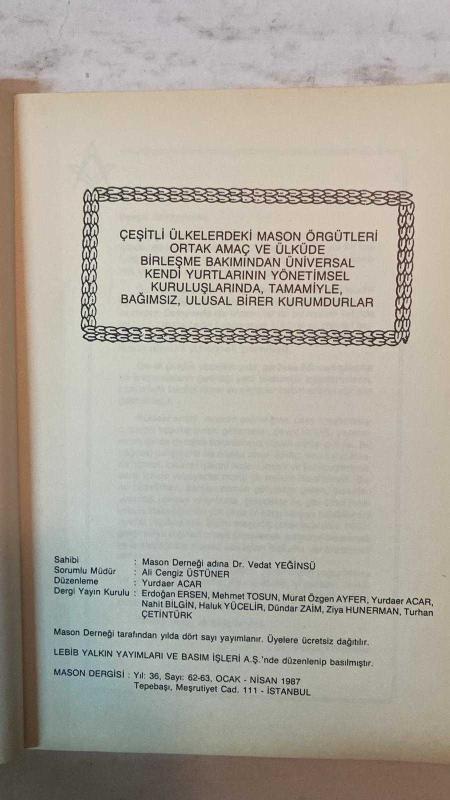 ÇEŞİTLİ ÜLKELERDEKİ MASON ÖRGÜTLERİ
ORTAK AMAÇ VE ÜLKÜDE
BİRLEŞME BAKIMINDAN ÜNİVERSAL
KENDİ YURTLARININ YÖNETİMSEL
KURULUŞLARINDA, TAMAMİYLE,
BAĞIMSIZ, ULUSAL BİRER KURUMDURLAR
Sahibi : Mason Derneği adına Dr. Vedat YEĞİNSÜ
Sorumlu Müdür : Ali Cengiz ÜSTÜNER
Düzenleme : Yurdaer ACAR
Dergi Yayın Kurulu : Erdoğan ERSEN, Mehmet TOSUN, Murat Özgen AYFER, Yurdaer ACAR,
Nahit BİLGİN, Haluk YÜCELİR, Dündar ZAİM, Ziya HUNERMAN, Turhan
ÇETİNTÜRK
Mason Derneği tarafından yılda dört sayı yayımlanır. Üyelere ücretsiz dağıtılır.
LEBİB YALKIN YAYIMLARI VE BASIM İŞLERİ A.Ş.'nde düzenlenip basılmıştır.
MASON DERGİSİ : Yıl: 36, Sayı: 62-63, OCAK - NİSAN 1987
Tepebaşı, Meşrutiyet Cad. 111 - İSTANBUL